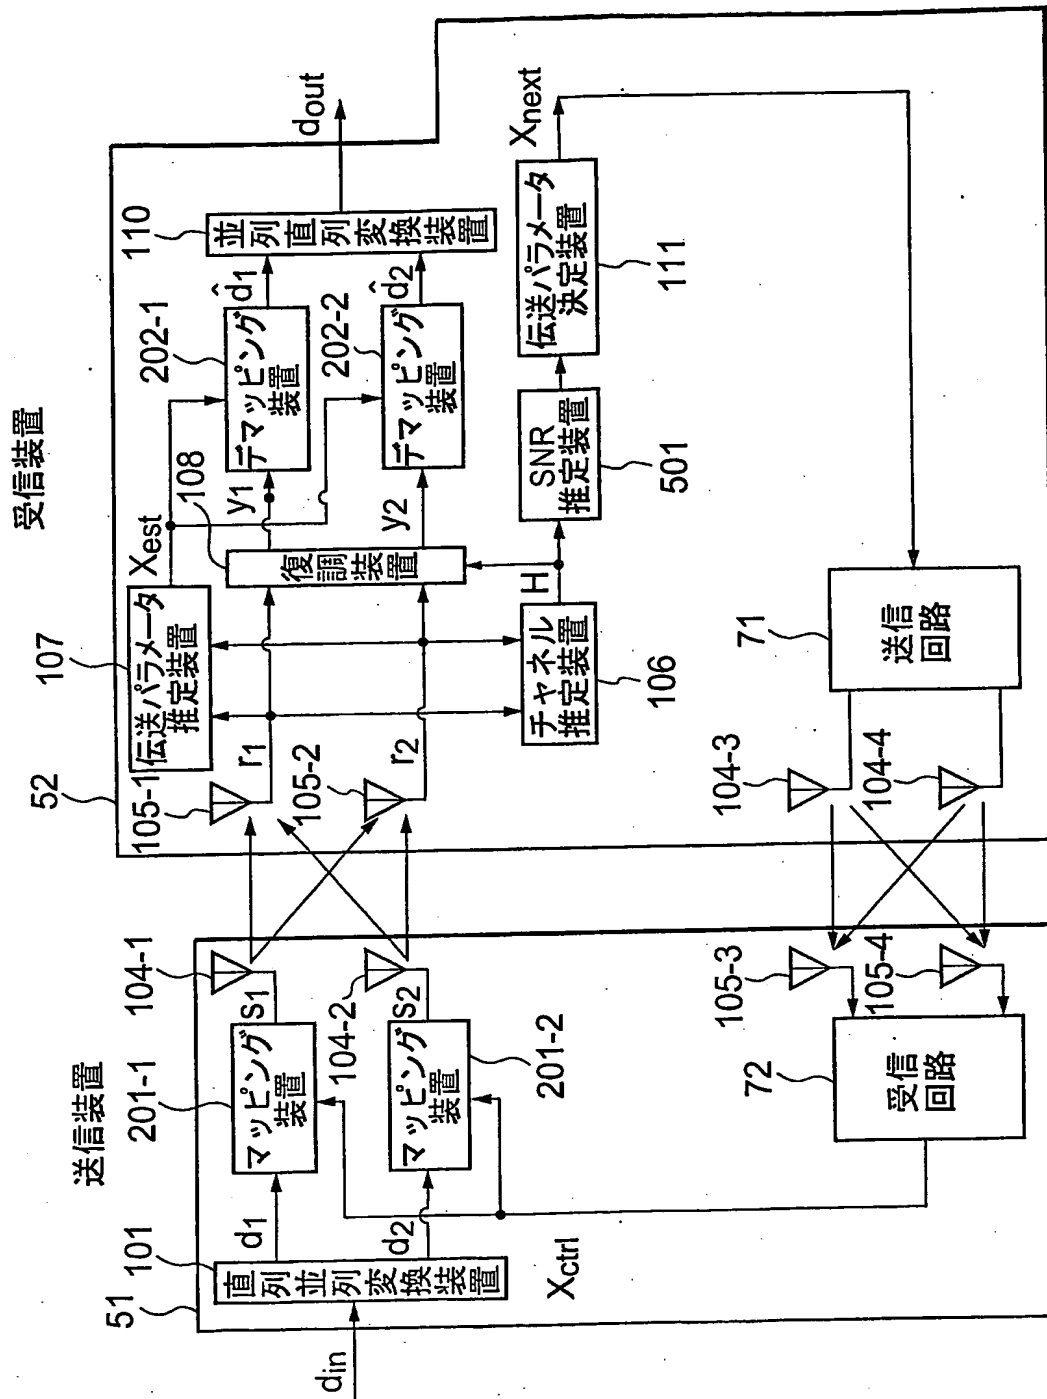 送信装置
51
101
直列並列変換装置
din
d1
d2
Xctrl
201-1
マッピング
装置
s1
104-1
104-2
マッピング
装置
s2
201-2
72
受信
回路
105-3
105-4
受信装置
52
105-1
r1
105-2
r2
107
伝送パラメータ
推定装置
Xest
108
復調装置
y1
y2
チャネル
推定装置
106
H
202-1
デマッピング
装置
d̂1
202-2
デマッピング
装置
d̂2
110
並列直列変換装置
dout
SNR
推定装置
501
伝送パラメータ
決定装置
111
Xnext
71
送信
回路
104-3
104-4